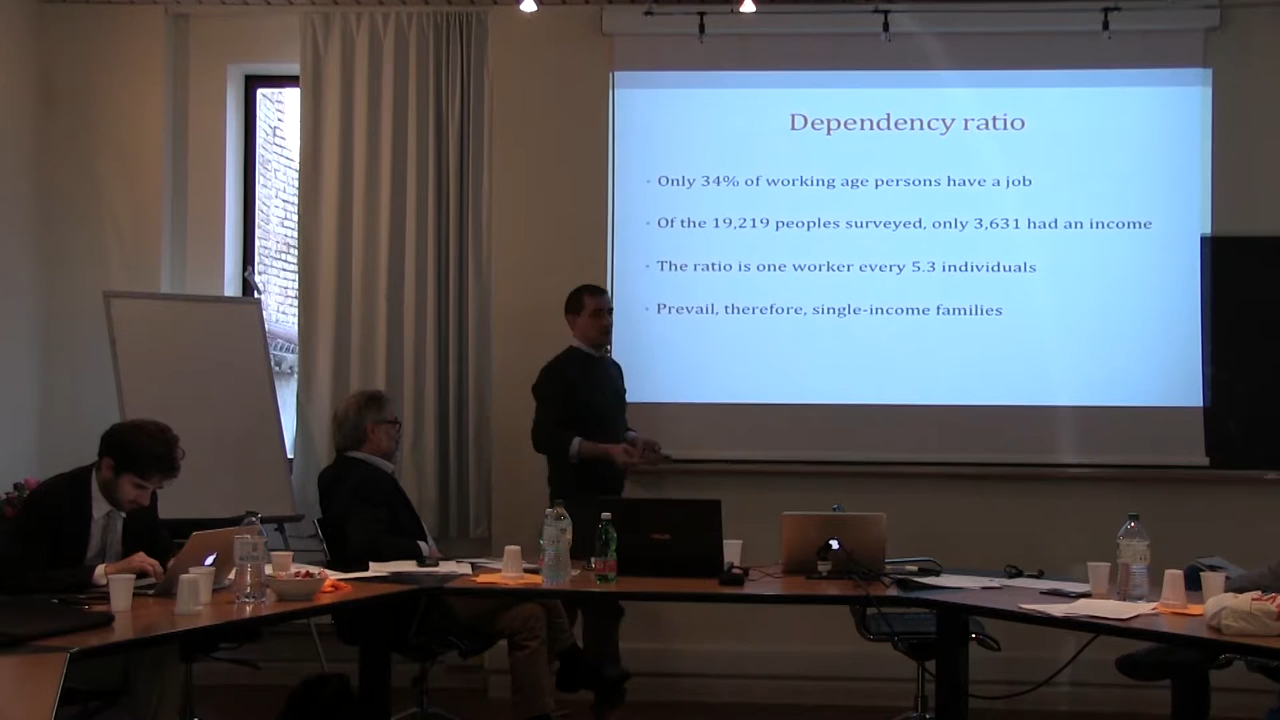 Dependency ratio
Only 34% of working age persons have a job
Of the 19,219 peoples surveyed, only 3,631 had an income
The ratio is one worker every 5.3 individuals
Prevail, therefore, single-income families